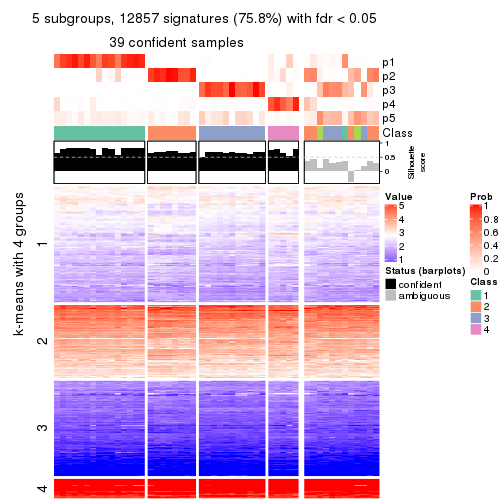 5 subgroups, 12857 signatures (75.8%) with fdr < 0.05
39 confident samples
p1
p2
p3
p4
p5
Class
1
0.5
0
Silhouette
score
k-means with 4 groups
1
2
3
4
Value
5
4
3
2
1
Status (barplots)
confident
ambiguous
Prob
1
0.8
0.6
0.4
0.2
0
Class
1
2
3
4